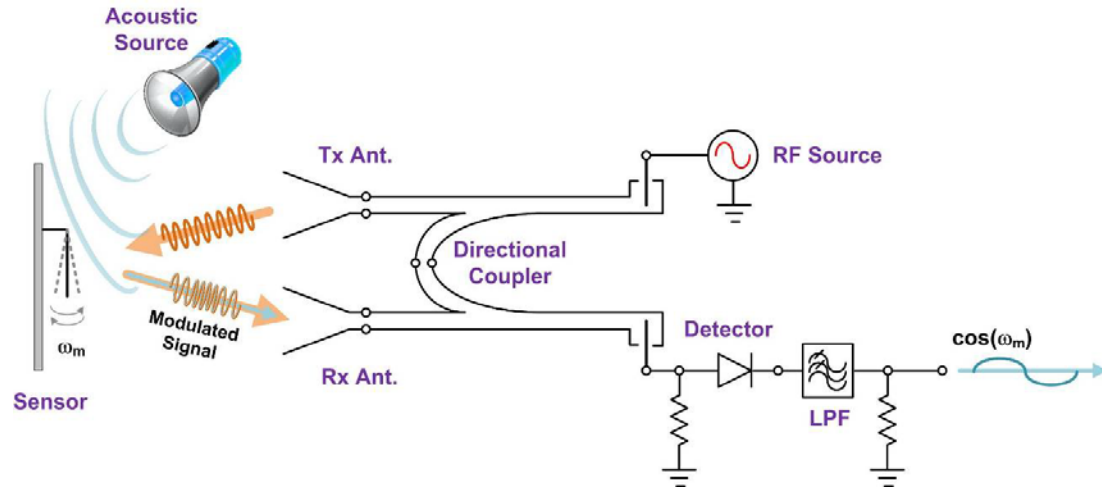 Acoustic
Source
Tx Ant.
RF Source
Directional
Coupler
Modulated
Signal
ωm
Rx Ant.
Sensor
Detector
LPF
cos(ωm)